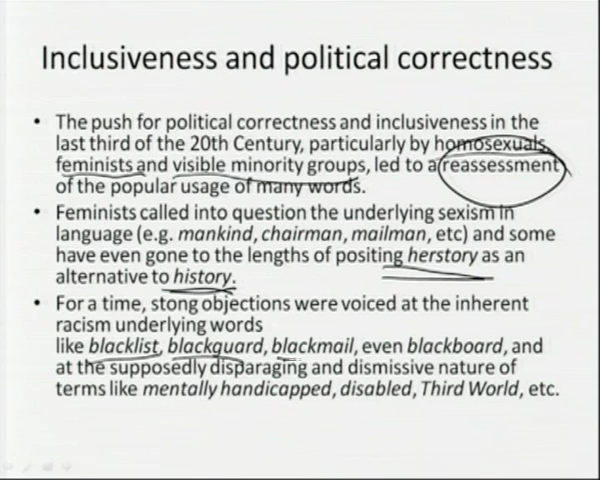 Inclusiveness and political correctness
• The push for political correctness and inclusiveness in the
last third of the 20th Century, particularly by homosexuals,
feminists and visible minority groups, led to a reassessment
of the popular usage of many words.
• Feminists called into question the underlying sexism in
language (e.g. mankind, chairman, mailman, etc) and some
have even gone to the lengths of positing herstory as an
alternative to history.
• For a time, stong objections were voiced at the inherent
racism underlying words
like blacklist, blackguard, blackmail, even blackboard, and
at the supposedly disparaging and dismissive nature of
terms like mentally handicapped, disabled, Third World, etc.